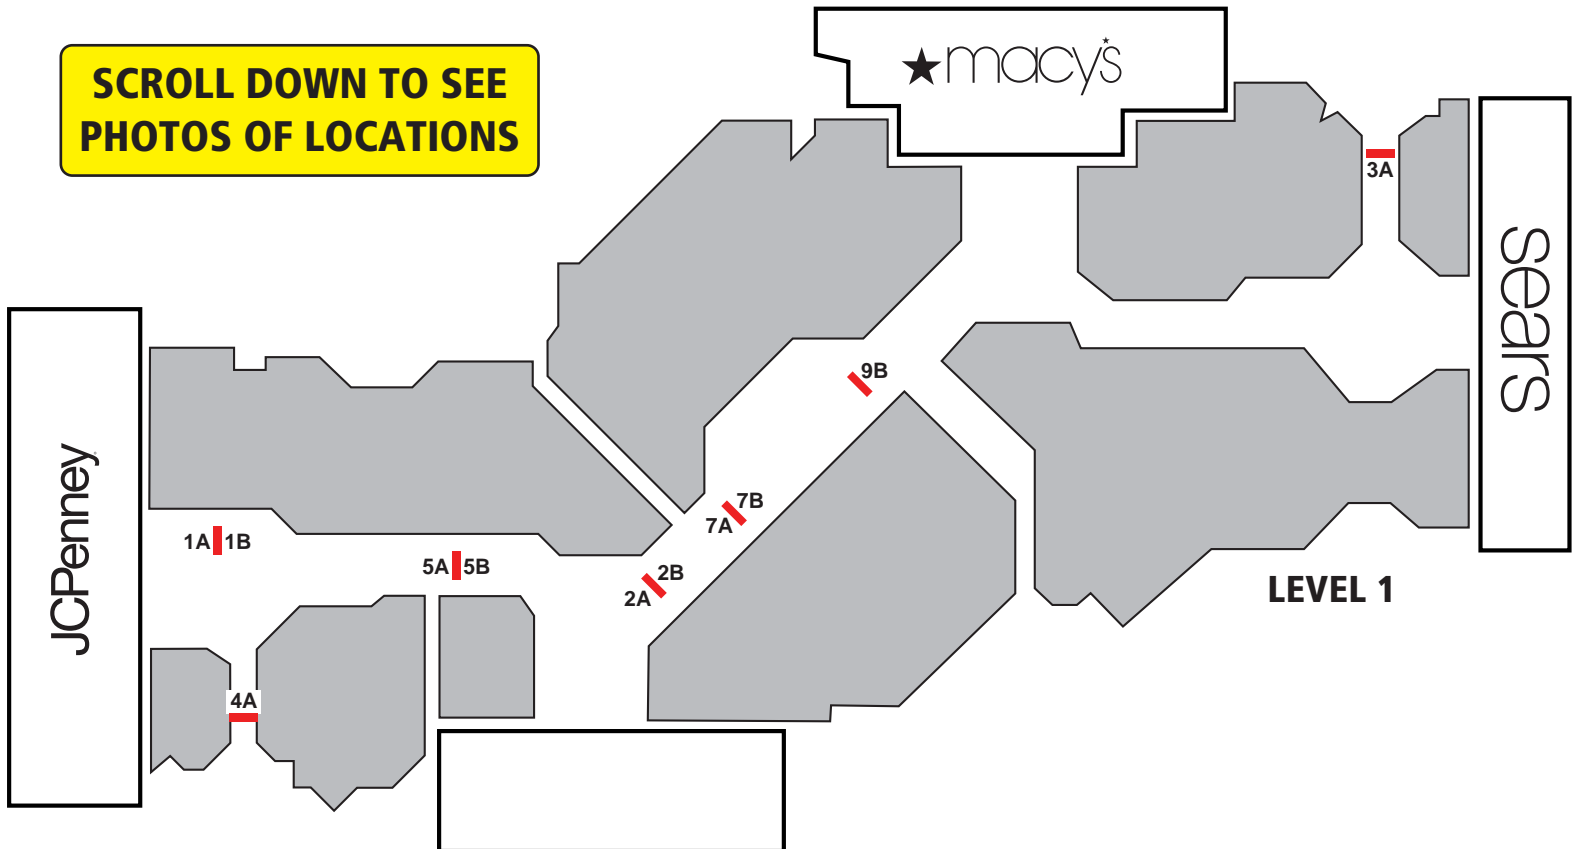 SCROLL DOWN TO SEE
PHOTOS OF LOCATIONS
macy's
3A
sears
9B
JCPenney
7B
7A
1A 1B
5A 5B
2B
2A
LEVEL 1
4A